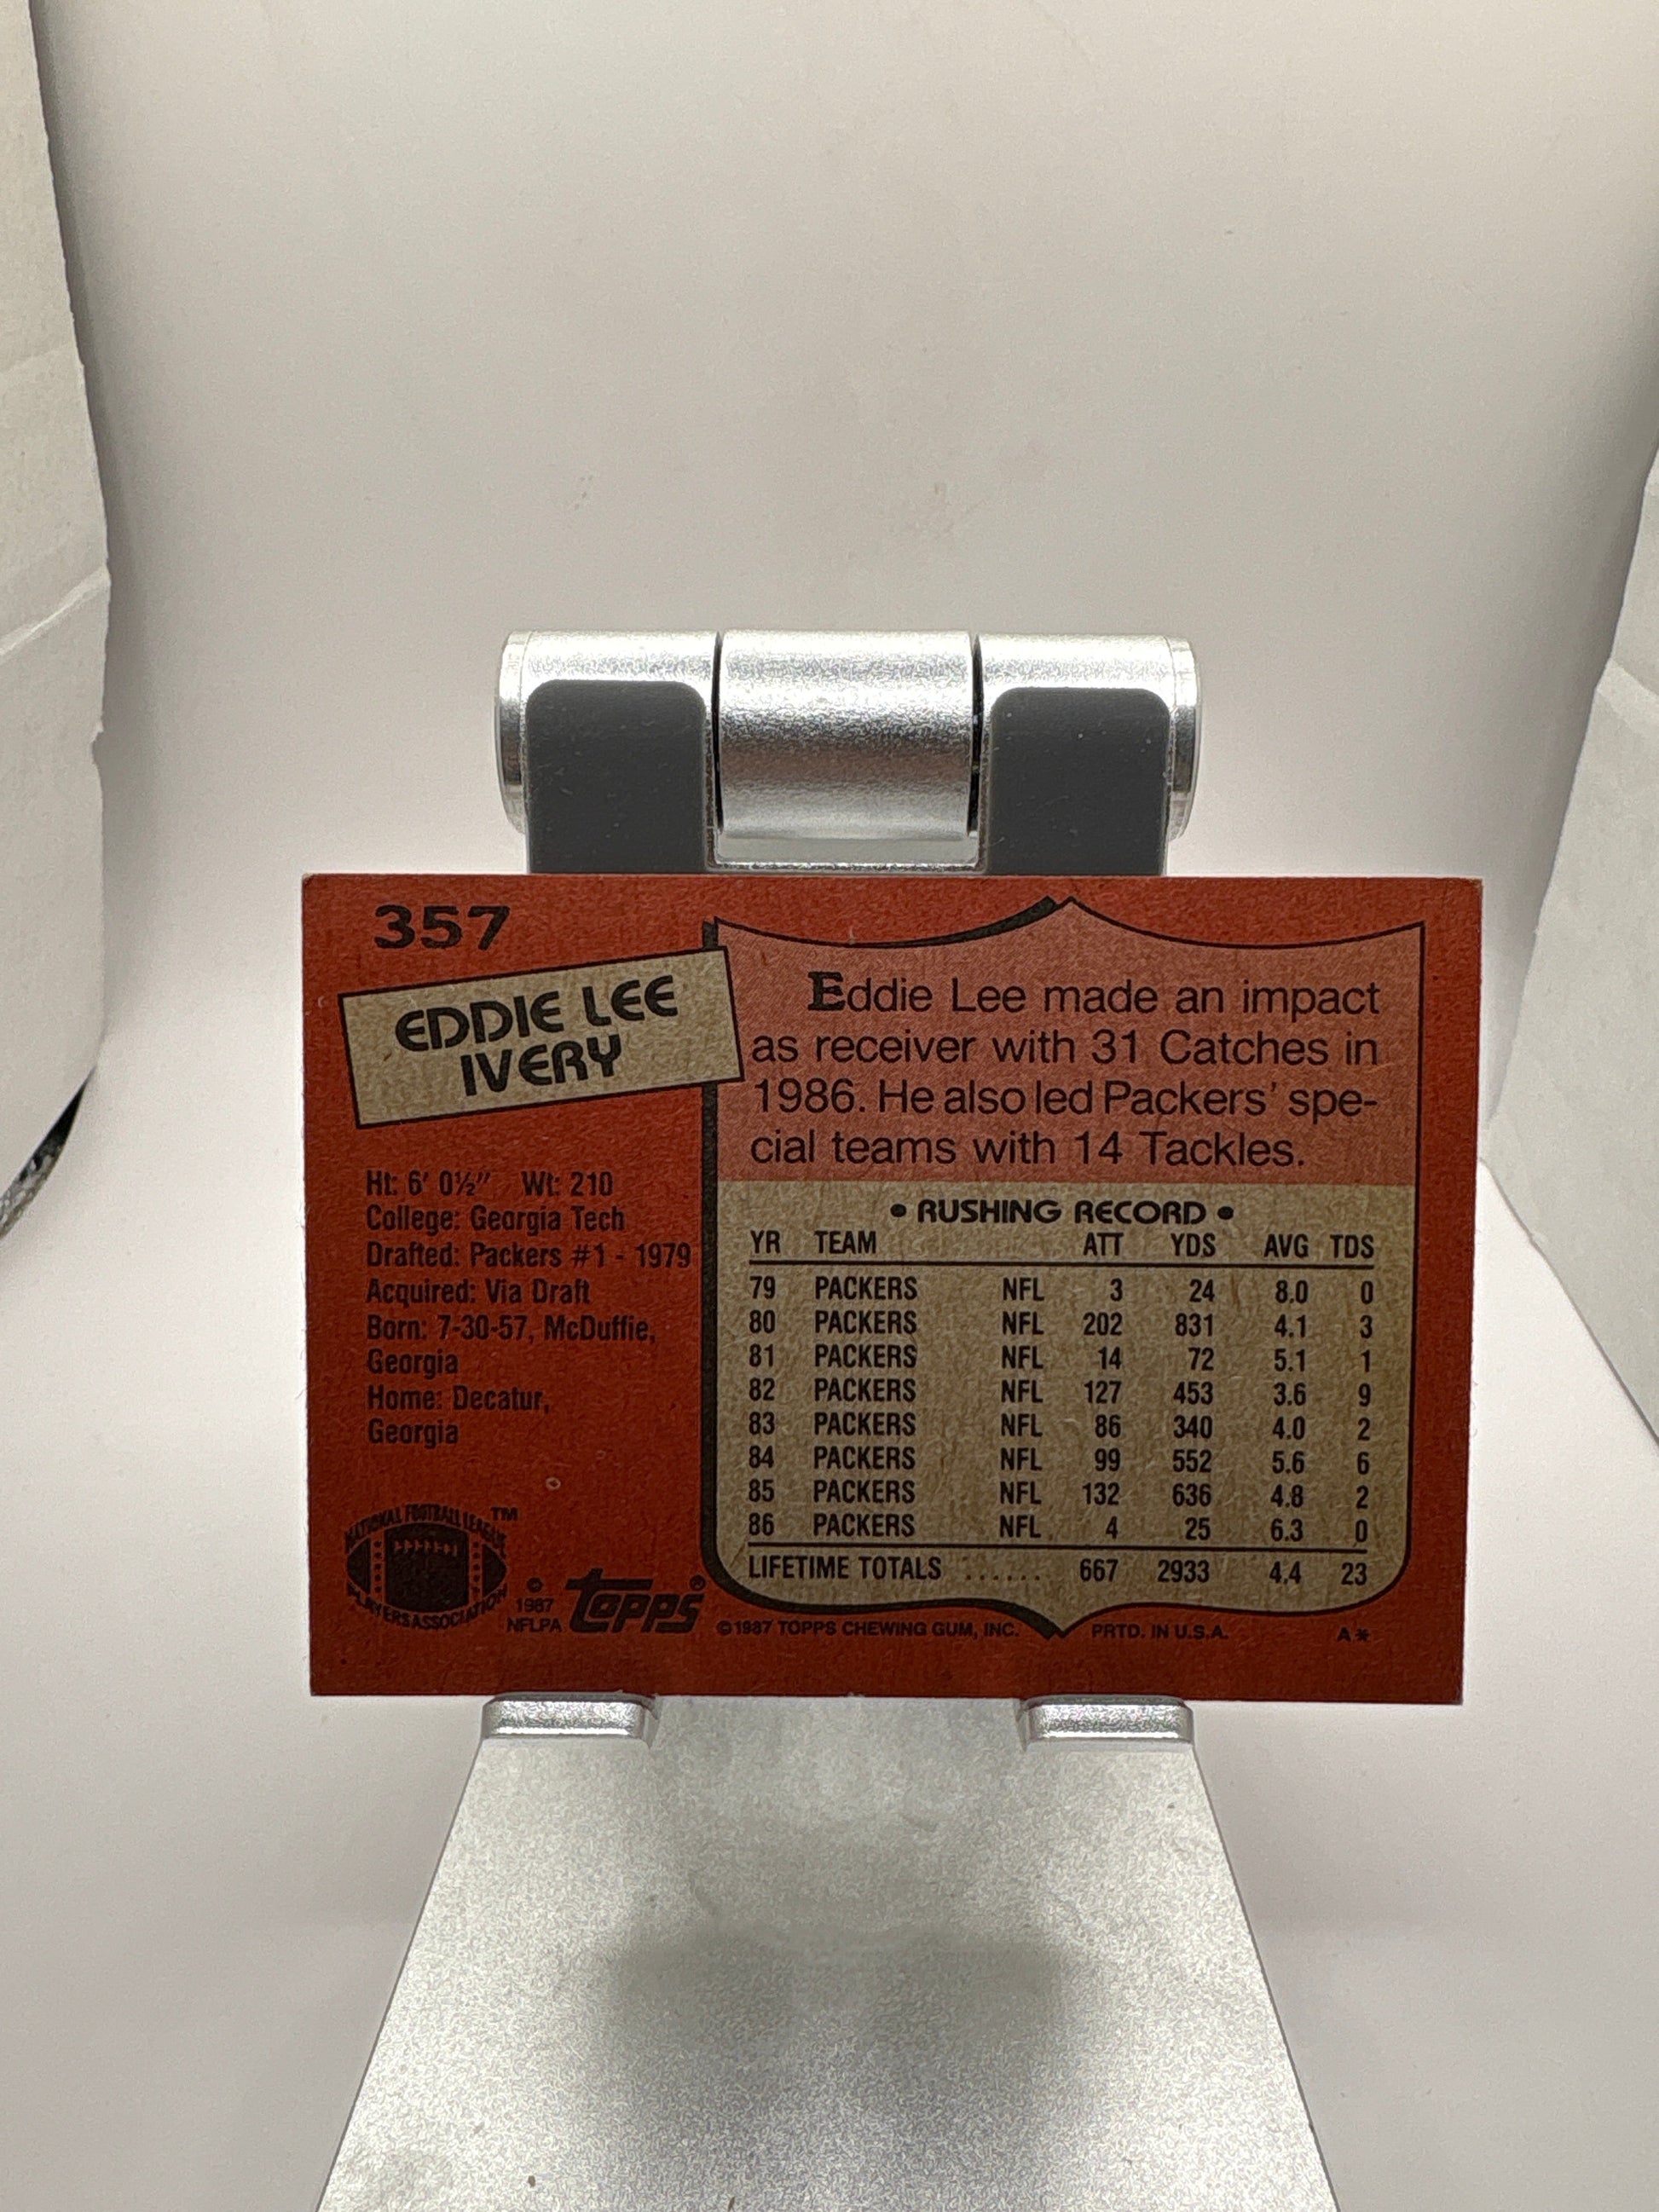 357
EDDIE LEE
IVERY
Ht: 6' 0½" Wt: 210
College: Georgia Tech
Drafted: Packers #1 - 1979
Acquired: Via Draft
Born: 7-30-57, McDuffie,
Georgia
Home: Decatur,
Georgia
NATIONAL FOOTBALL LEAGUE ™
PLAYERS ASSOCIATION
©
1987
NFLPA
topps®
Eddie Lee made an impact
as receiver with 31 Catches in
1986. He also led Packers' spe-
cial teams with 14 Tackles.
• RUSHING RECORD •
YR TEAM ATT YDS AVG TDS
79 PACKERS NFL 3 24 8.0 0
80 PACKERS NFL 202 831 4.1 3
81 PACKERS NFL 14 72 5.1 1
82 PACKERS NFL 127 453 3.6 9
83 PACKERS NFL 86 340 4.0 2
84 PACKERS NFL 99 552 5.6 6
85 PACKERS NFL 132 636 4.8 2
86 PACKERS NFL 4 25 6.3 0
LIFETIME TOTALS ...... 667 2933 4.4 23
©1987 TOPPS CHEWING GUM, INC. PRTD. IN U.S.A. A*